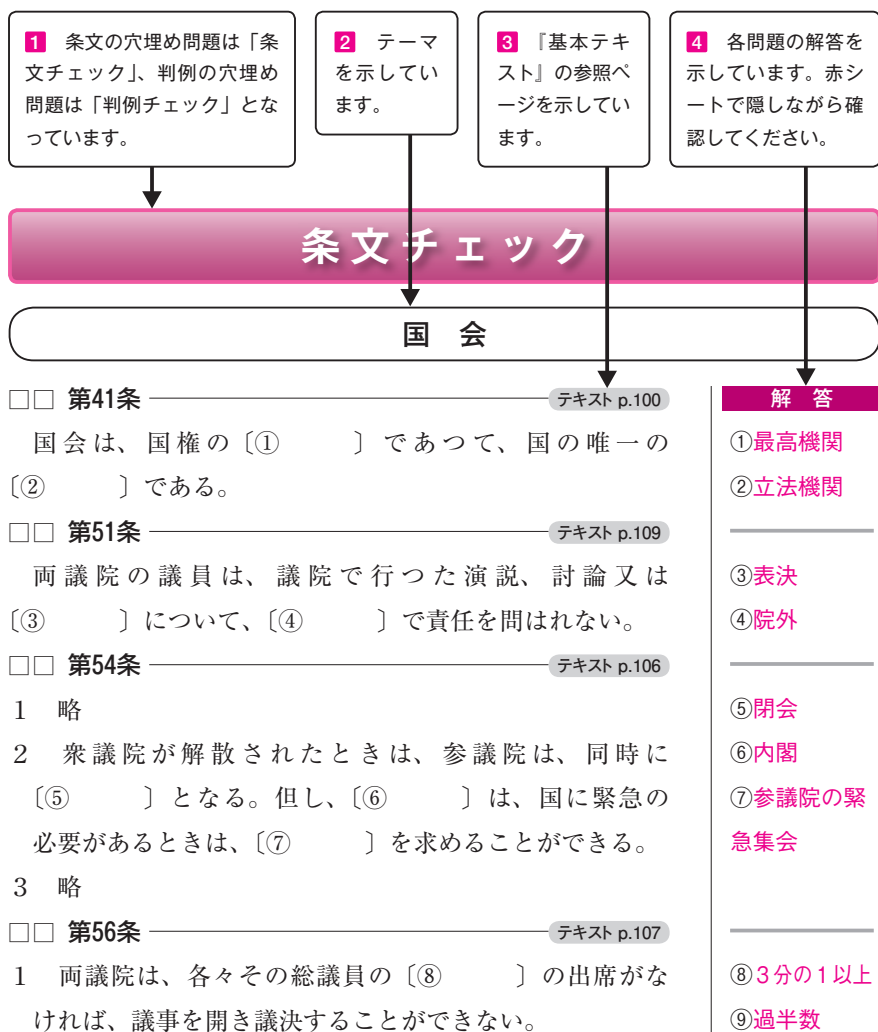 1 条文の穴埋め問題は「条
文チェック」、判例の穴埋め
問題は「判例チェック」とな
っています。
2 テーマ
を示してい
ます。
3 『基本テキ
スト』の参照ペ
ージを示してい
ます。
4 各問題の解答を
示しています。赤シ
ートで隠しながら確
認してください。
条文チェック
国 会
□□ 第41条 テキスト p.100
国会は、国権の〔① 〕であつて、国の唯一の
〔② 〕である。
□□ 第51条 テキスト p.109
両議院の議員は、議院で行つた演説、討論又は
〔③ 〕について、〔④ 〕で責任を問はれない。
□□ 第54条 テキスト p.106
1 略
2 衆議院が解散されたときは、参議院は、同時に
〔⑤ 〕となる。但し、〔⑥ 〕は、国に緊急の
必要があるときは、〔⑦ 〕を求めることができる。
3 略
□□ 第56条 テキスト p.107
1 両議院は、各々その総議員の〔⑧ 〕の出席がな
ければ、議事を開き議決することができない。
解 答
①最高機関
②立法機関
③表決
④院外
⑤閉会
⑥内閣
⑦参議院の緊
急集会
⑧3分の1以上
⑨過半数